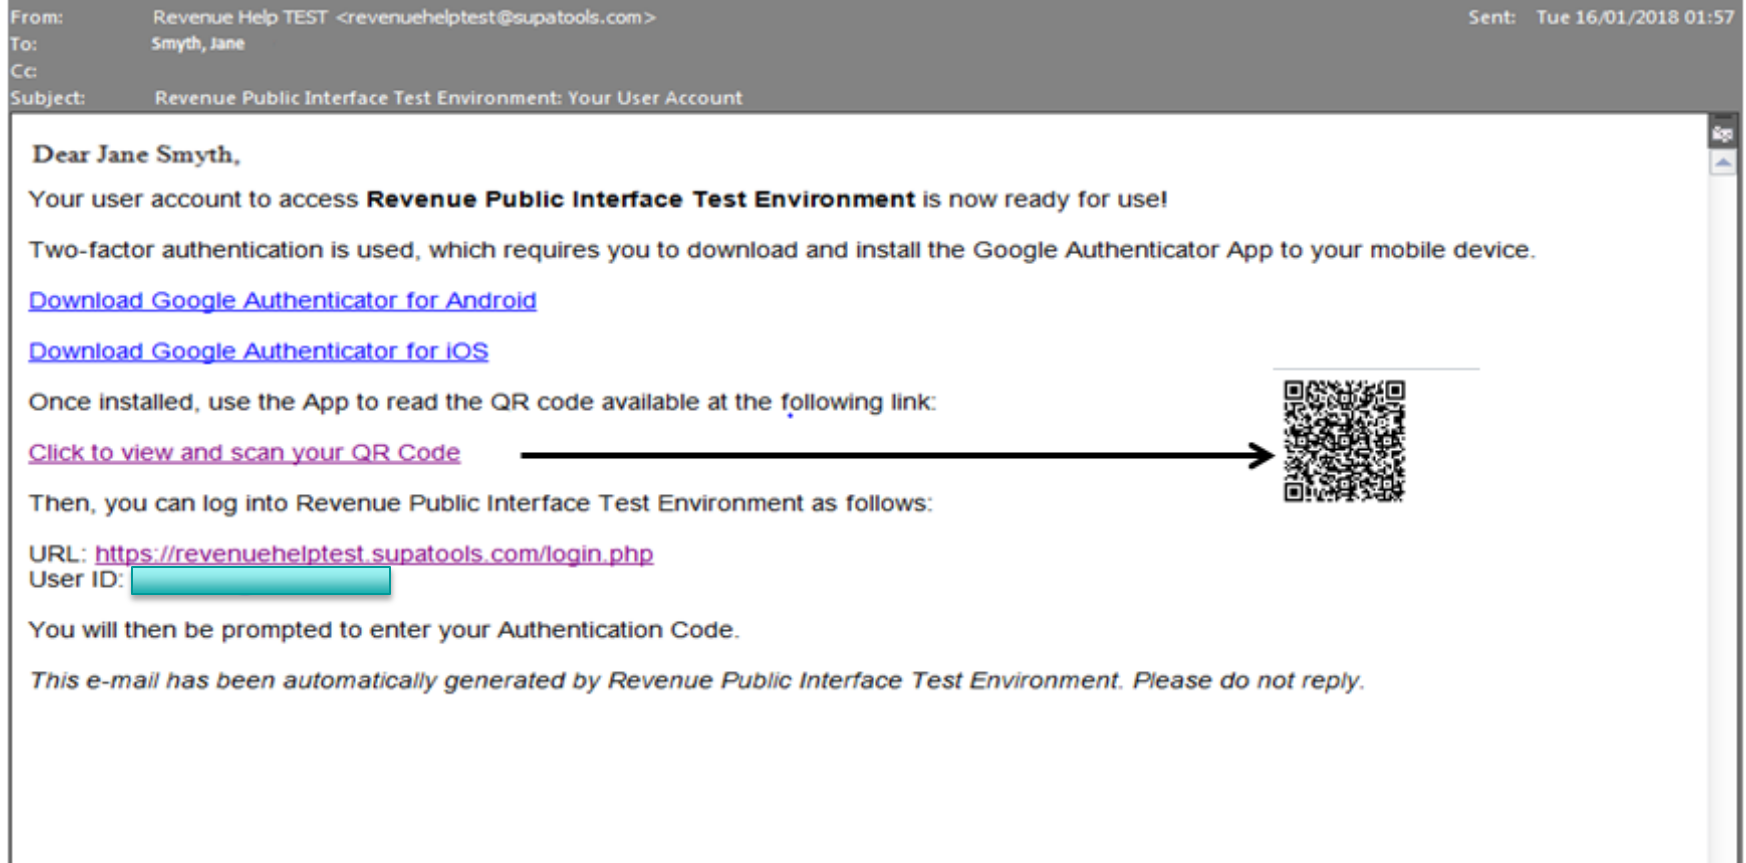 From: Revenue Help TEST <revenuehelptest@supatools.com> Sent: Tue 16/01/2018 01:57
To: Smyth, Jane
Cc:
Subject: Revenue Public Interface Test Environment: Your User Account
Dear Jane Smyth,
Your user account to access Revenue Public Interface Test Environment is now ready for use!
Two-factor authentication is used, which requires you to download and install the Google Authenticator App to your mobile device.
Download Google Authenticator for Android
Download Google Authenticator for iOS
Once installed, use the App to read the QR code available at the following link:
Click to view and scan your QR Code
Then, you can log into Revenue Public Interface Test Environment as follows:
URL: https://revenuehelptest.supatools.com/login.php
User ID:
You will then be prompted to enter your Authentication Code.
This e-mail has been automatically generated by Revenue Public Interface Test Environment. Please do not reply.